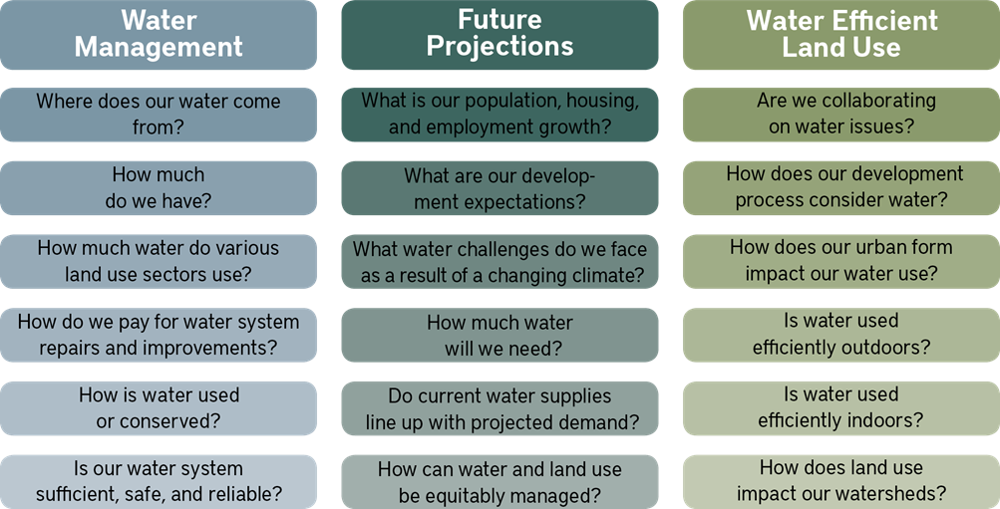 Water
Management
Where does our water come
from?
How much
do we have?
How much water do various
land use sectors use?
How do we pay for water system
repairs and improvements?
How is water used
or conserved?
Is our water system
sufficient, safe, and reliable?
Future
Projections
What is our population, housing,
and employment growth?
What are our develop-
ment expectations?
What water challenges do we face
as a result of a changing climate?
How much water
will we need?
Do current water supplies
line up with projected demand?
How can water and land use
be equitably managed?
Water Efficient
Land Use
Are we collaborating
on water issues?
How does our development
process consider water?
How does our urban form
impact our water use?
Is water used
efficiently outdoors?
Is water used
efficiently indoors?
How does land use
impact our watersheds?